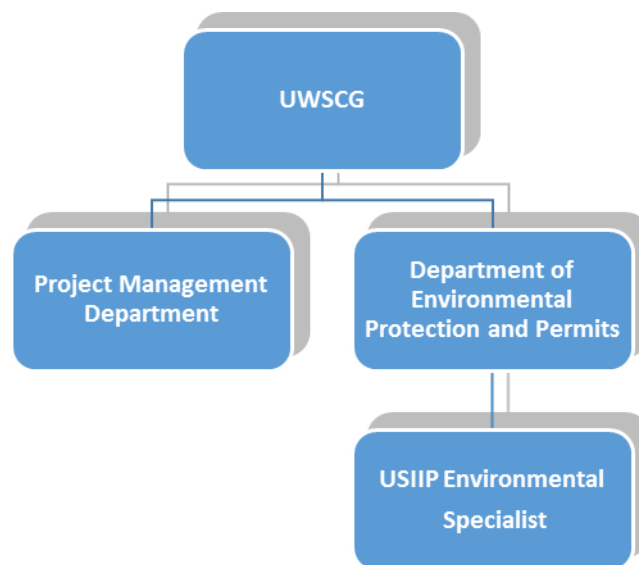 UWSCG
Project Management
Department
Department of
Environmental
Protection and Permits
USIIP Environmental
Specialist